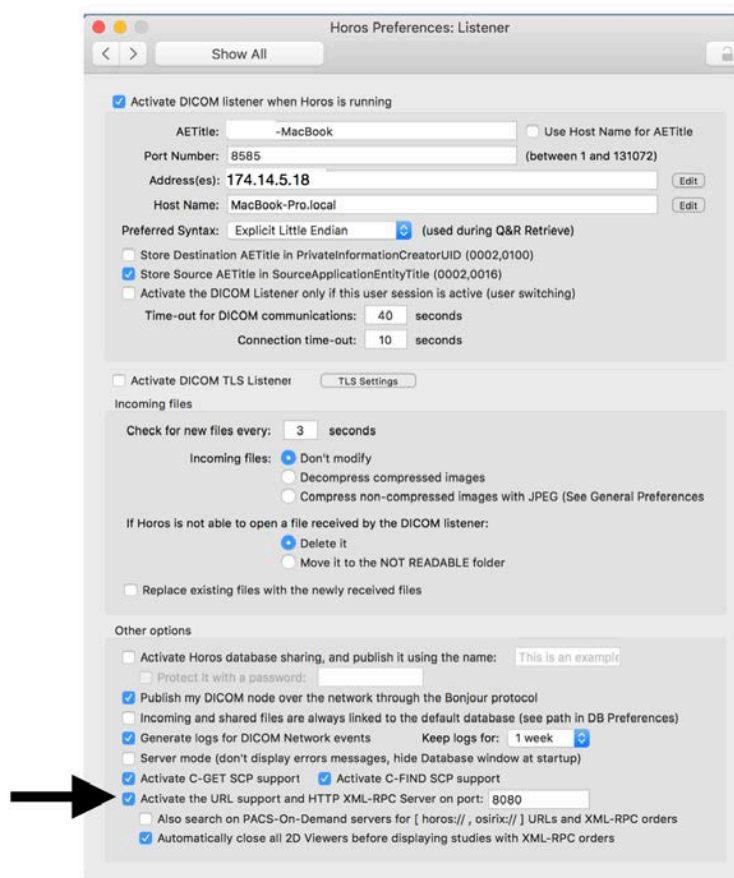 Horos Preferences: Listener
Show All
Activate DICOM listener when Horos is running
AETitle: -MacBook Use Host Name for AETitle
Port Number: 8585 (between 1 and 131072)
Address(es): 174.14.5.18 Edit
Host Name: MacBook-Pro.local Edit
Preferred Syntax: Explicit Little Endian (used during Q&R Retrieve)
Store Destination AETitle in PrivateInformationCreatorUID (0002,0100)
Store Source AETitle in SourceApplicationEntityTitle (0002,0016)
Activate the DICOM Listener only if this user session is active (user switching)
Time-out for DICOM communications: 40 seconds
Connection time-out: 10 seconds
Activate DICOM TLS Listener TLS Settings
Incoming files
Check for new files every: 3 seconds
Incoming files: Don't modify
Decompress compressed images
Compress non-compressed images with JPEG (See General Preferences
If Horos is not able to open a file received by the DICOM listener:
Delete it
Move it to the NOT READABLE folder
Replace existing files with the newly received files
Other options
Activate Horos database sharing, and publish it using the name: This is an example
Protect it with a password:
Publish my DICOM node over the network through the Bonjour protocol
Incoming and shared files are always linked to the default database (see path in DB Preferences)
Generate logs for DICOM Network events Keep logs for: 1 week
Server mode (don't display errors messages, hide Database window at startup)
Activate C-GET SCP support Activate C-FIND SCP support
Activate the URL support and HTTP XML-RPC Server on port: 8080
Also search on PACS-On-Demand servers for [ horos:// , osirix:// ] URLs and XML-RPC orders
Automatically close all 2D Viewers before displaying studies with XML-RPC orders